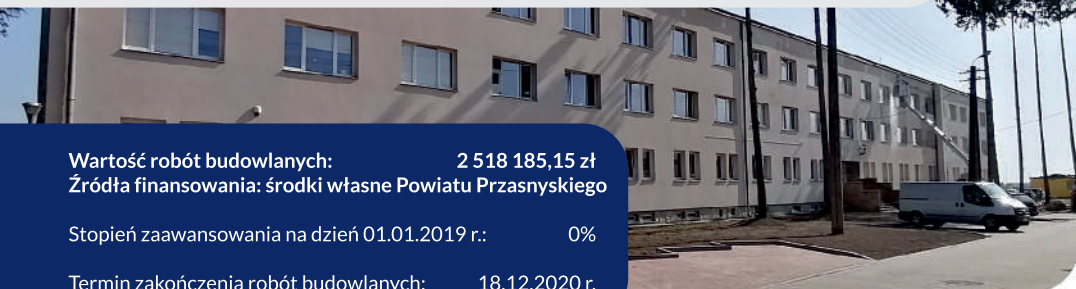 Wartość robót budowlanych: 2 518 185,15 zł
Źródła finansowania: środki własne Powiatu Przasnyskiego
Stopień zaawansowania na dzień 01.01.2019 r.: 0%
Termin zakończenia robót budowlanych: 18.12.2020 r.